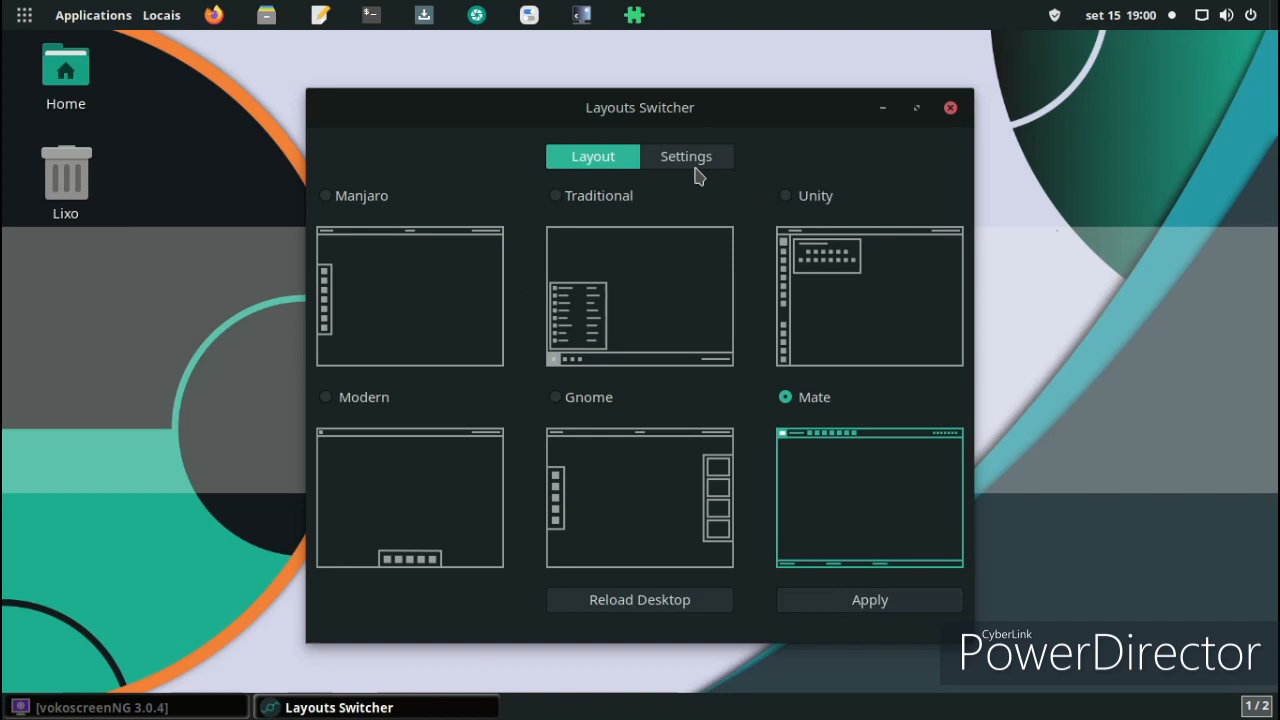 Applications Locais
set 15 19:00
Home
Lixo
Layouts Switcher
Layout Settings
Manjaro Traditional Unity
Modern Gnome Mate
Reload Desktop Apply
CyberLink
PowerDirector
[vokoscreenNG 3.0.4] Layouts Switcher
1 / 2